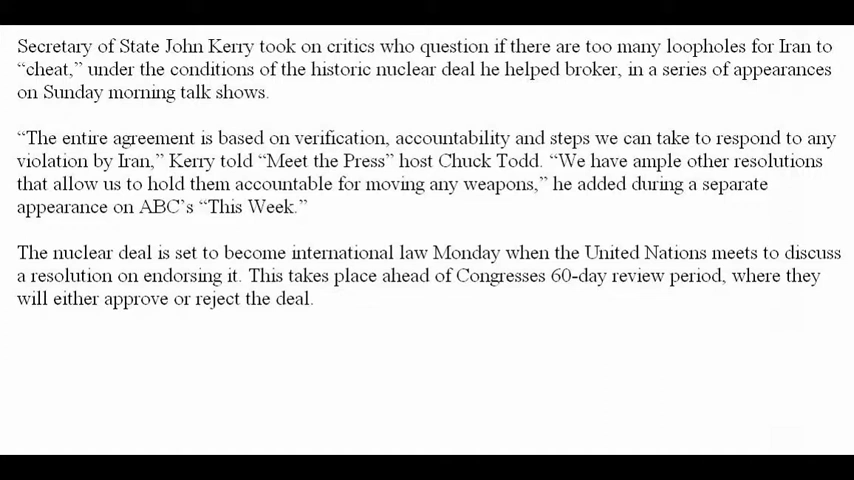 Secretary of State John Kerry took on critics who question if there are too many loopholes for Iran to
“cheat,” under the conditions of the historic nuclear deal he helped broker, in a series of appearances
on Sunday morning talk shows.
“The entire agreement is based on verification, accountability and steps we can take to respond to any
violation by Iran,” Kerry told “Meet the Press” host Chuck Todd. “We have ample other resolutions
that allow us to hold them accountable for moving any weapons,” he added during a separate
appearance on ABC’s “This Week.”
The nuclear deal is set to become international law Monday when the United Nations meets to discuss
a resolution on endorsing it. This takes place ahead of Congresses 60-day review period, where they
will either approve or reject the deal.